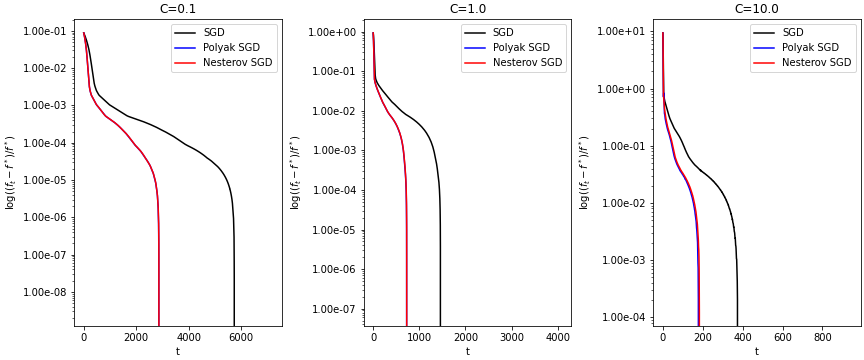 C=0.1
1.00e-01
1.00e-02
1.00e-03
1.00e-04
1.00e-05
1.00e-06
1.00e-07
1.00e-08
log((f_t − f*)/f*)
SGD
Polyak SGD
Nesterov SGD
0
2000
4000
6000
t
C=1.0
1.00e+00
1.00e-01
1.00e-02
1.00e-03
1.00e-04
1.00e-05
1.00e-06
1.00e-07
log((f_t − f*)/f*)
SGD
Polyak SGD
Nesterov SGD
0
1000
2000
3000
4000
t
C=10.0
1.00e+01
1.00e+00
1.00e-01
1.00e-02
1.00e-03
1.00e-04
log((f_t − f*)/f*)
SGD
Polyak SGD
Nesterov SGD
0
200
400
600
800
t